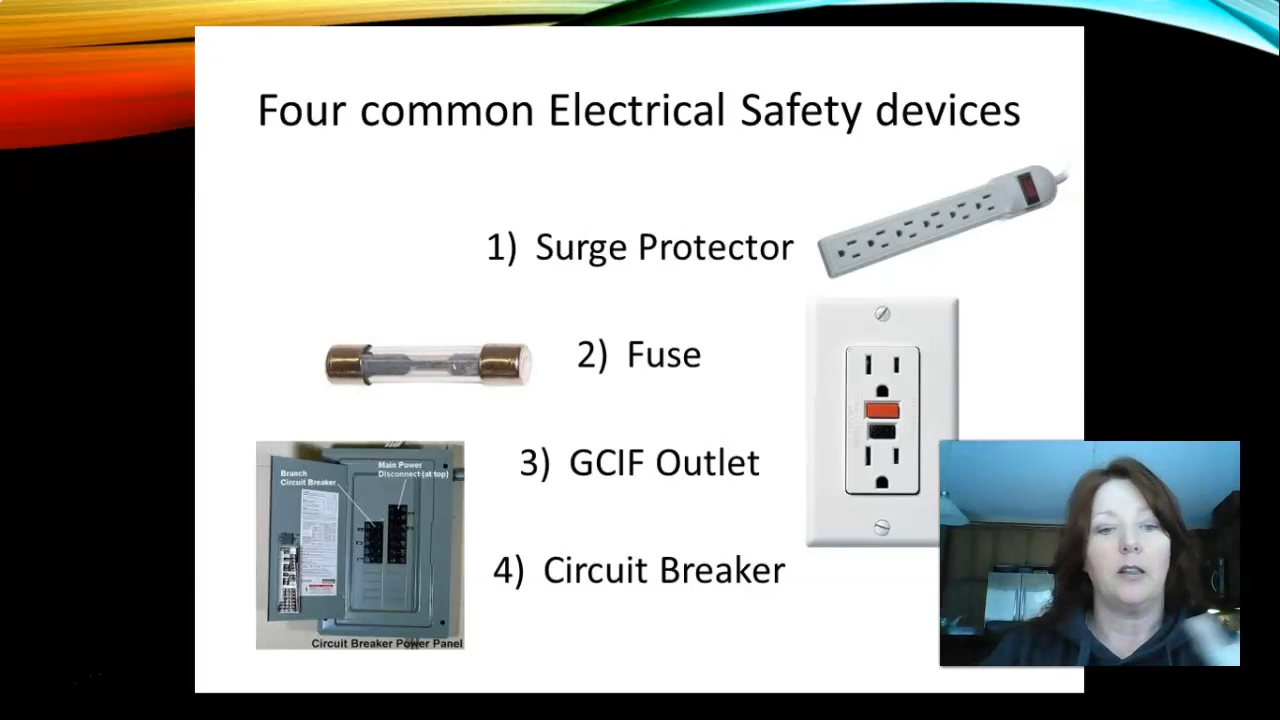 Four common Electrical Safety devices
1) Surge Protector
2) Fuse
3) GCIF Outlet
4) Circuit Breaker
Branch
Circuit Breaker
Main Power
Disconnect (at top)
Circuit Breaker Power Panel